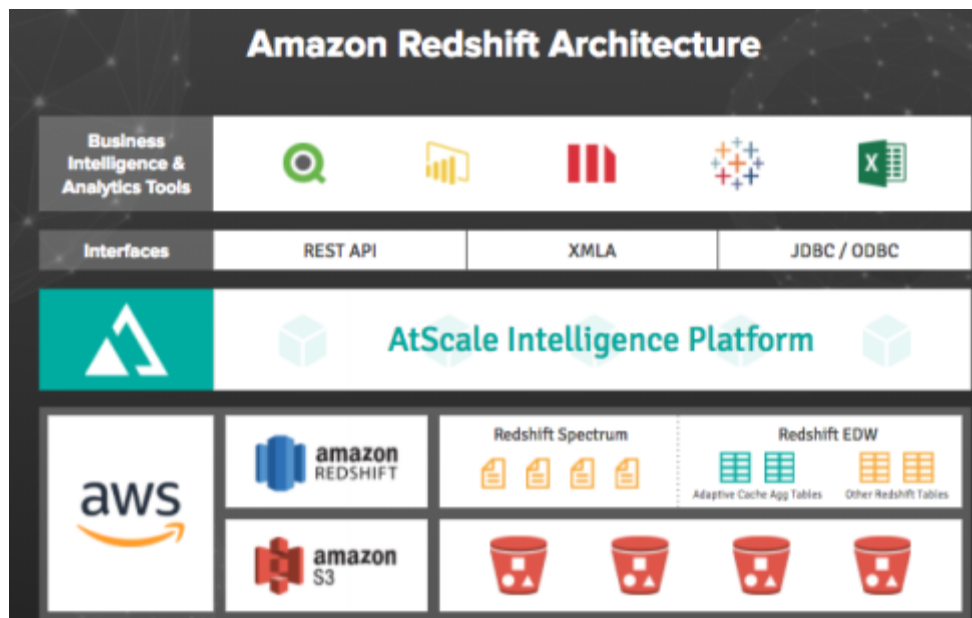 Amazon Redshift Architecture
Business
Intelligence &
Analytics Tools
X
Interfaces
REST API
XMLA
JDBC / ODBC
AtScale Intelligence Platform
aws
amazon
REDSHIFT
Redshift Spectrum
Redshift EDW
Adaptive Cache Agg Tables
Other Redshift Tables
amazon
S3